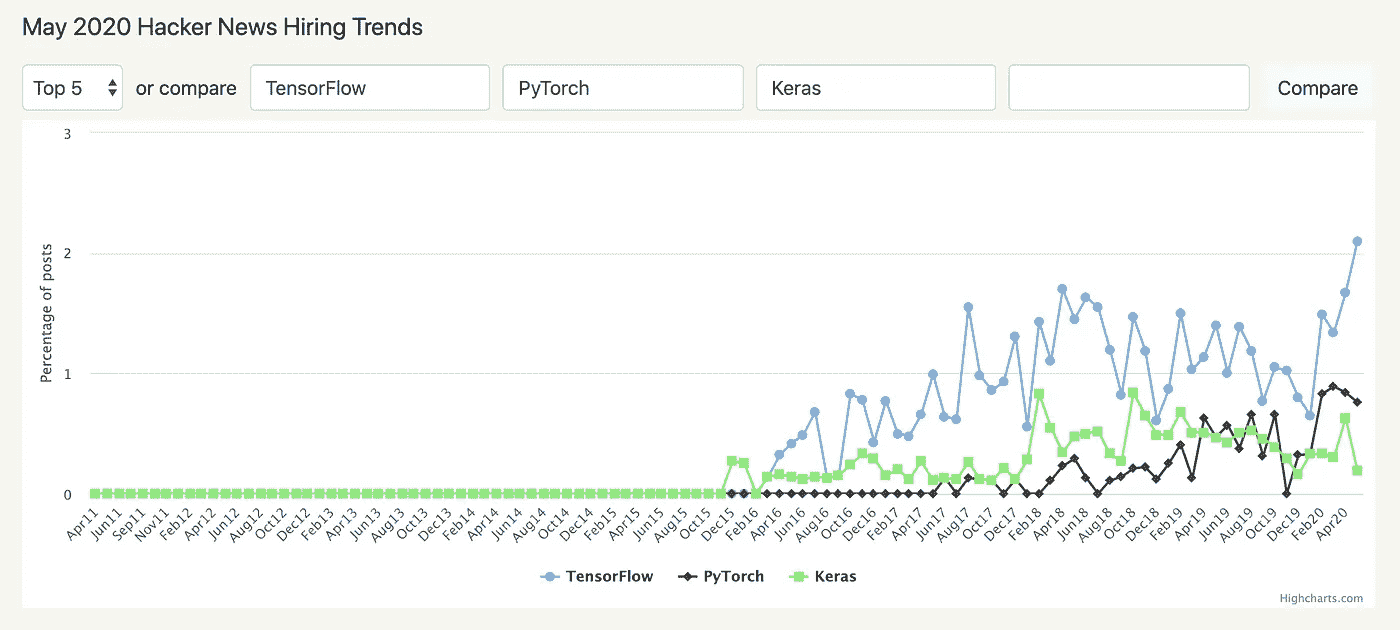 May 2020 Hacker News Hiring Trends
Top 5 or compare TensorFlow PyTorch Keras Compare
3
2
1
0
Percentage of posts
Apr11 Jun11 Sep11 Nov11 Feb12 Apr12 Jun12 Aug12 Oct12 Dec12 Feb13 Apr13 Jun13 Aug13 Oct13 Dec13 Feb14 Apr14 Jun14 Aug14 Oct14 Dec14 Feb15 Apr15 Jun15 Aug15 Oct15 Dec15 Feb16 Apr16 Jun16 Aug16 Oct16 Dec16 Feb17 Apr17 Jun17 Aug17 Oct17 Dec17 Feb18 Apr18 Jun18 Aug18 Oct18 Dec18 Feb19 Apr19 Jun19 Aug19 Oct19 Dec19 Feb20 Apr20
TensorFlow PyTorch Keras
Highcharts.com